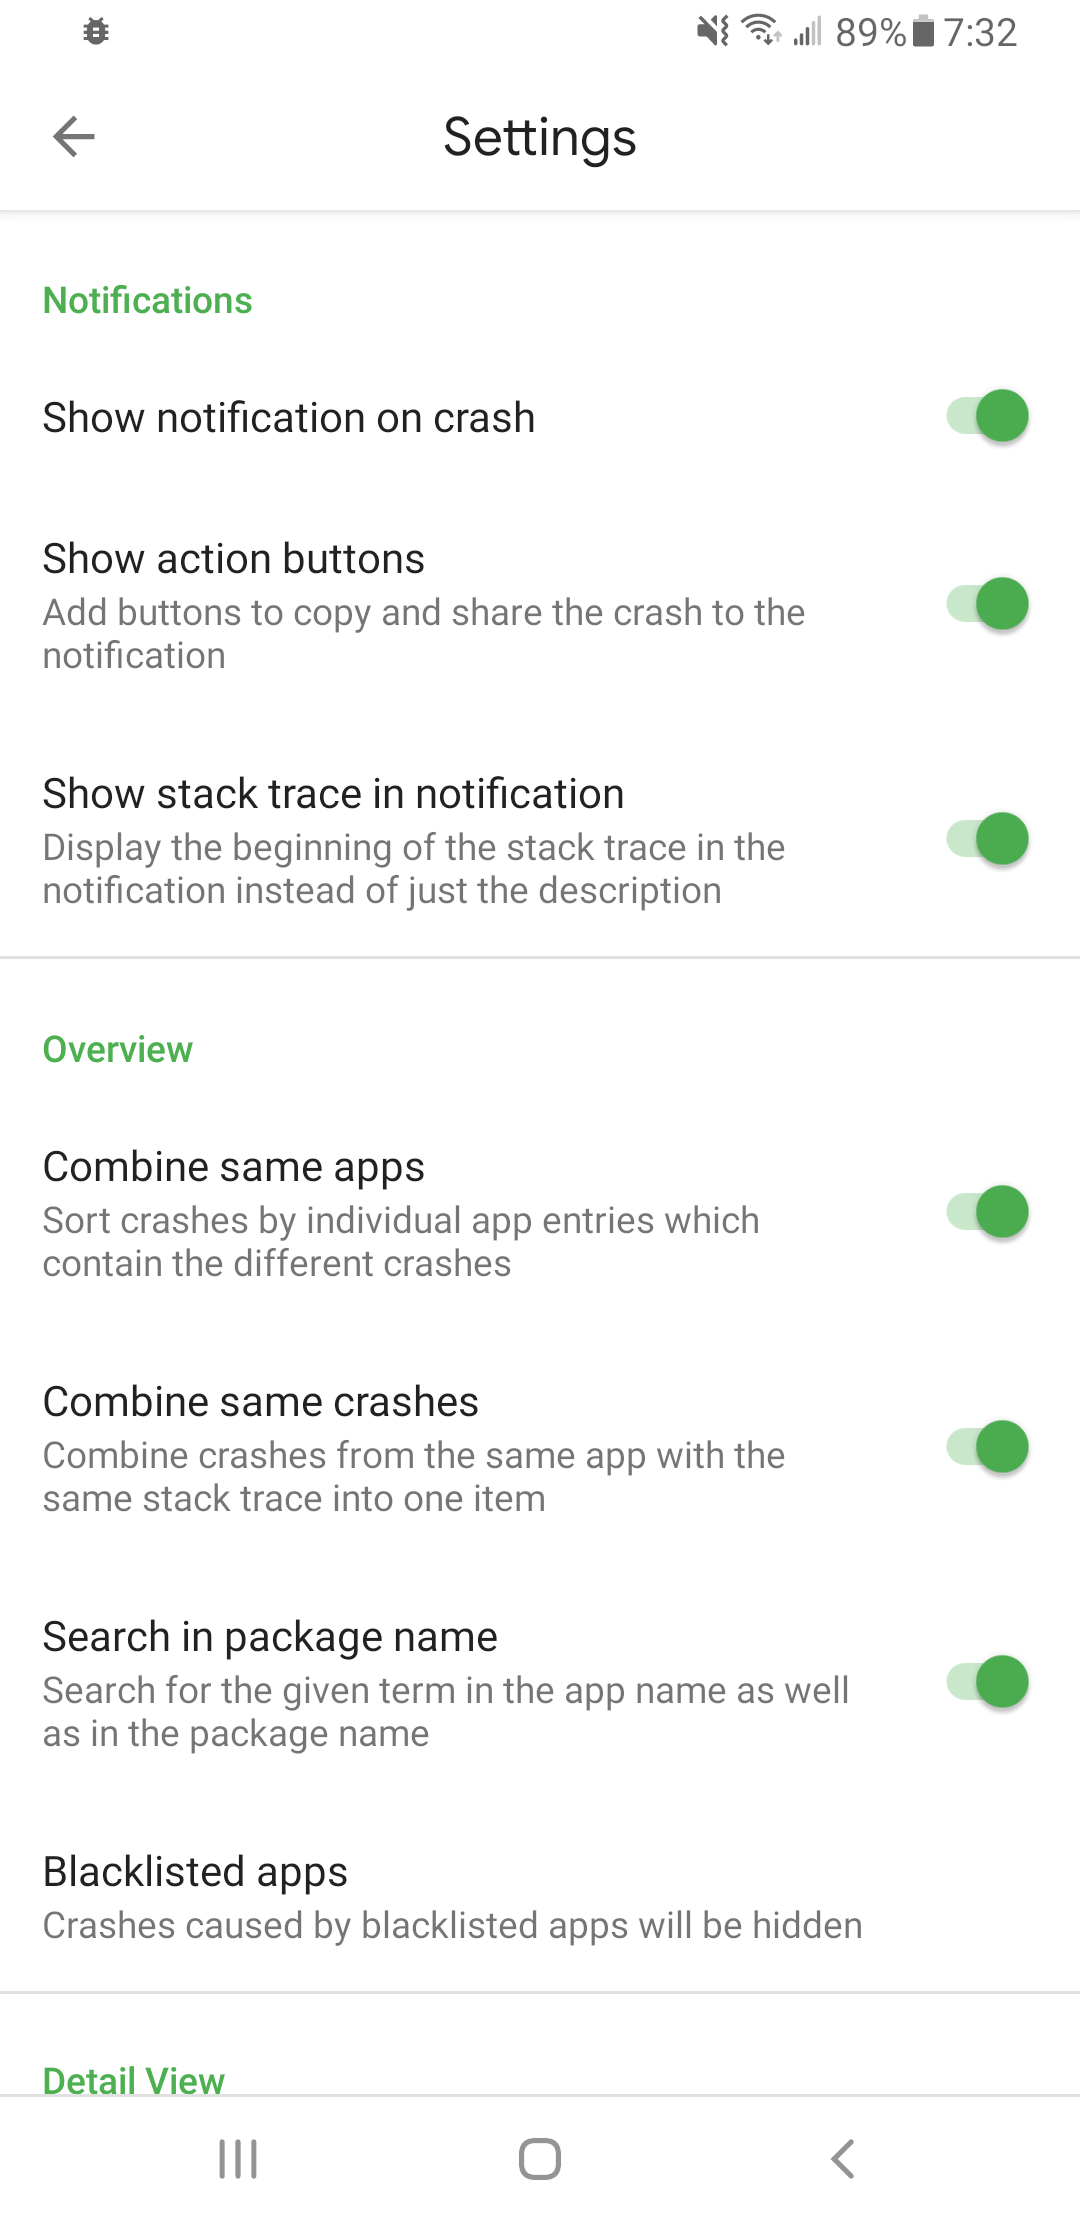 89% 7:32
Settings
Notifications
Show notification on crash
Show action buttons
Add buttons to copy and share the crash to the
notification
Show stack trace in notification
Display the beginning of the stack trace in the
notification instead of just the description
Overview
Combine same apps
Sort crashes by individual app entries which
contain the different crashes
Combine same crashes
Combine crashes from the same app with the
same stack trace into one item
Search in package name
Search for the given term in the app name as well
as in the package name
Blacklisted apps
Crashes caused by blacklisted apps will be hidden
Detail View